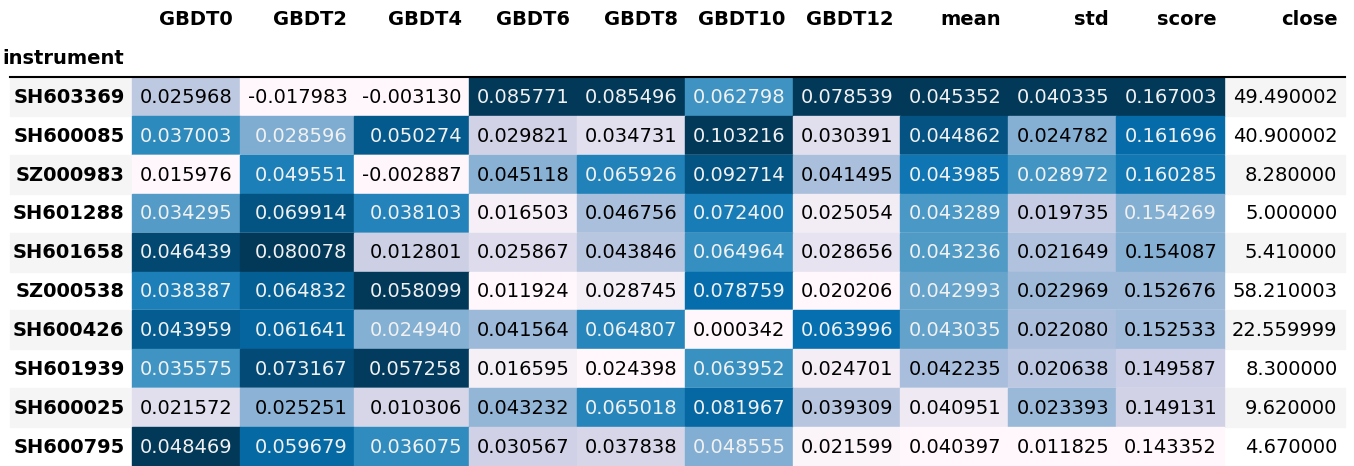 GBDT0 GBDT2 GBDT4 GBDT6 GBDT8 GBDT10 GBDT12 mean std score close
instrument
SH603369 0.025968 -0.017983 -0.003130 0.085771 0.085496 0.062798 0.078539 0.045352 0.040335 0.167003 49.490002
SH600085 0.037003 0.028596 0.050274 0.029821 0.034731 0.103216 0.030391 0.044862 0.024782 0.161696 40.900002
SZ000983 0.015976 0.049551 -0.002887 0.045118 0.065926 0.092714 0.041495 0.043985 0.028972 0.160285 8.280000
SH601288 0.034295 0.069914 0.038103 0.016503 0.046756 0.072400 0.025054 0.043289 0.019735 0.154269 5.000000
SH601658 0.046439 0.080078 0.012801 0.025867 0.043846 0.064964 0.028656 0.043236 0.021649 0.154087 5.410000
SZ000538 0.038387 0.064832 0.058099 0.011924 0.028745 0.078759 0.020206 0.042993 0.022969 0.152676 58.210003
SH600426 0.043959 0.061641 0.024940 0.041564 0.064807 0.000342 0.063996 0.043035 0.022080 0.152533 22.559999
SH601939 0.035575 0.073167 0.057258 0.016595 0.024398 0.063952 0.024701 0.042235 0.020638 0.149587 8.300000
SH600025 0.021572 0.025251 0.010306 0.043232 0.065018 0.081967 0.039309 0.040951 0.023393 0.149131 9.620000
SH600795 0.048469 0.059679 0.036075 0.030567 0.037838 0.048555 0.021599 0.040397 0.011825 0.143352 4.670000